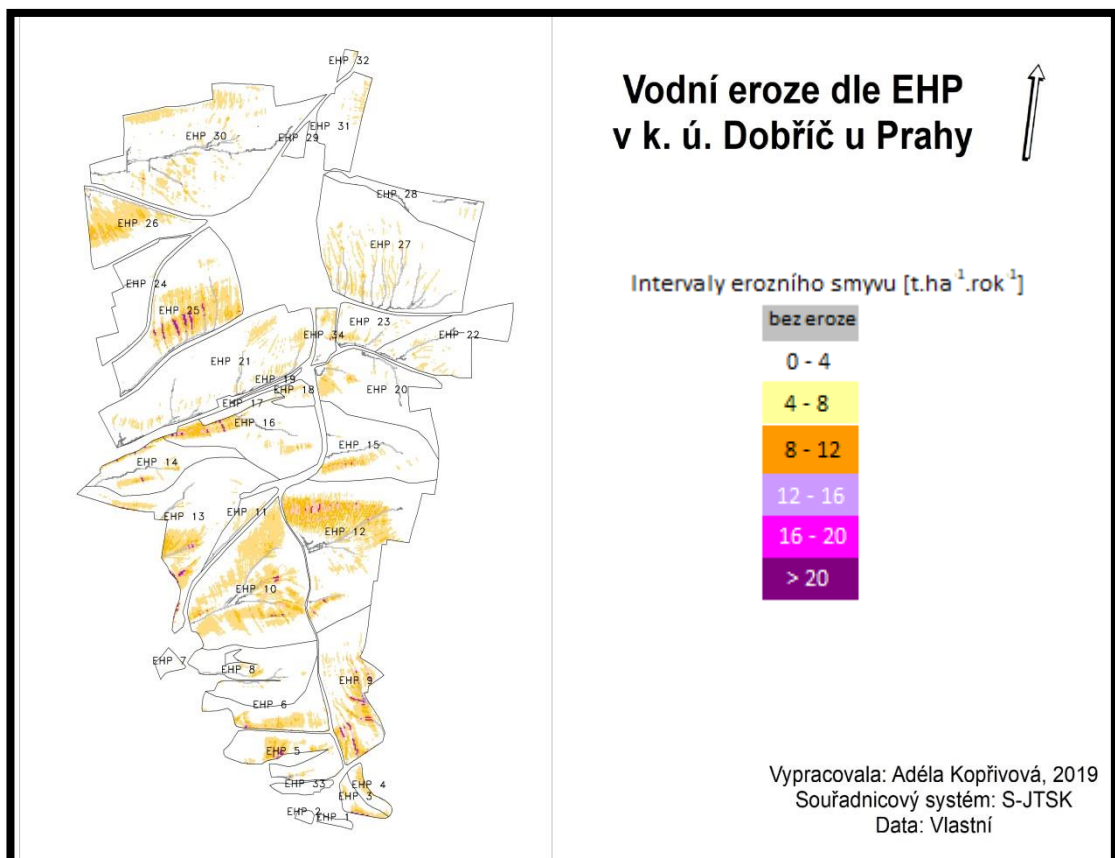 EHP 32
EHP 31
EHP 30
EHP 29
EHP 28
EHP 26
EHP 27
EHP 24
EHP 25
EHP 23
EHP 22
EHP 34
EHP 21
EHP 19
EHP 18
EHP 20
EHP 17
EHP 16
EHP 15
EHP 14
EHP 13
EHP 11
EHP 12
EHP 10
EHP 7
EHP 8
EHP 9
EHP 6
EHP 5
EHP 33
EHP 4
EHP 3
EHP 2
EHP 1
Vodní eroze dle EHP
v k. ú. Dobříč u Prahy
Intervaly erozního smyvu [t.ha⁻¹.rok⁻¹]
bez eroze
0 - 4
4 - 8
8 - 12
12 - 16
16 - 20
> 20
Vypracovala: Adéla Kopřivová, 2019
Souřadnicový systém: S-JTSK
Data: Vlastní